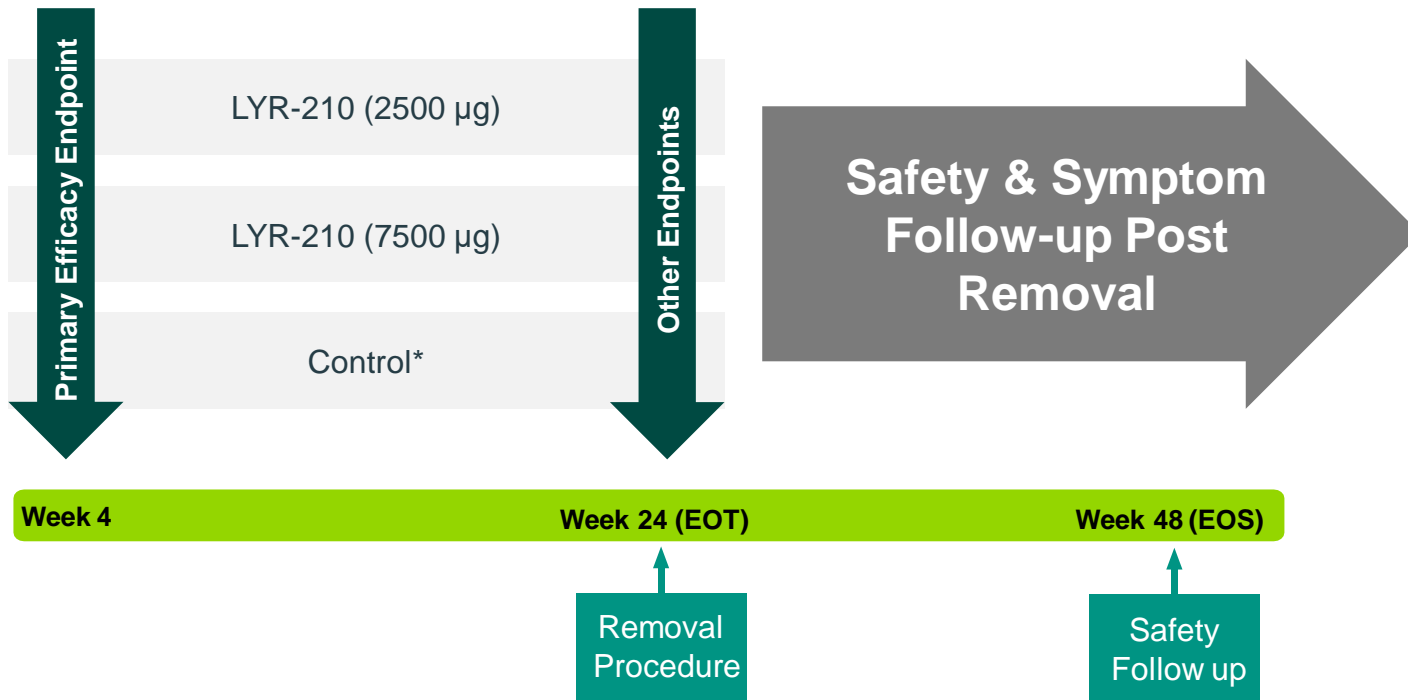 Primary Efficacy Endpoint
LYR-210 (2500 µg)
LYR-210 (7500 µg)
Control*
Other Endpoints
Safety & Symptom
Follow-up Post
Removal
Week 4
Week 24 (EOT)
Week 48 (EOS)
Removal
Procedure
Safety
Follow up